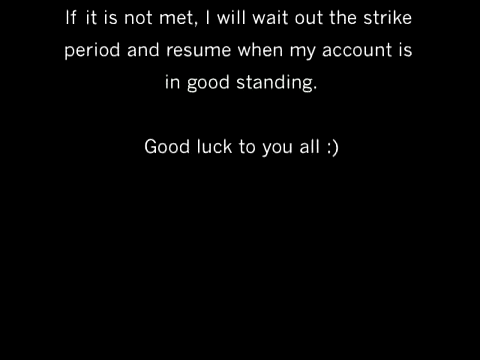 If it is not met, I will wait out the strike
period and resume when my account is
in good standing.
Good luck to you all :)